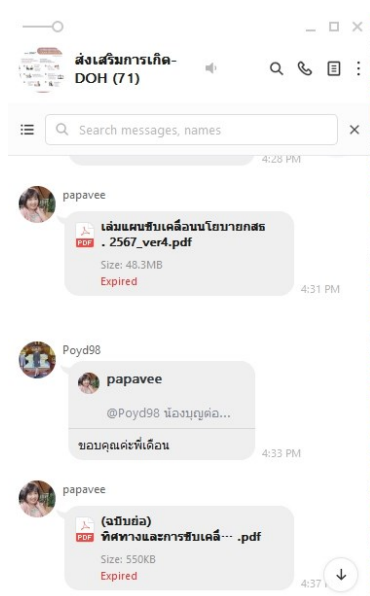 ส่งเสริมการเกิด-
DOH (71)
Search messages, names
4:28 PM
papavee
เล่มแผนขับเคลื่อนนโยบายกสธ
. 2567_ver4.pdf
PDF
Size: 48.3MB
Expired
4:31 PM
Poyd98
papavee
@Poyd98 น้องบุญต่อ...
ขอบคุณค่ะพี่เดือน
4:33 PM
papavee
(ฉบับย่อ)
ทิศทางและการขับเคลื่··· .pdf
PDF
Size: 550KB
Expired
4:37